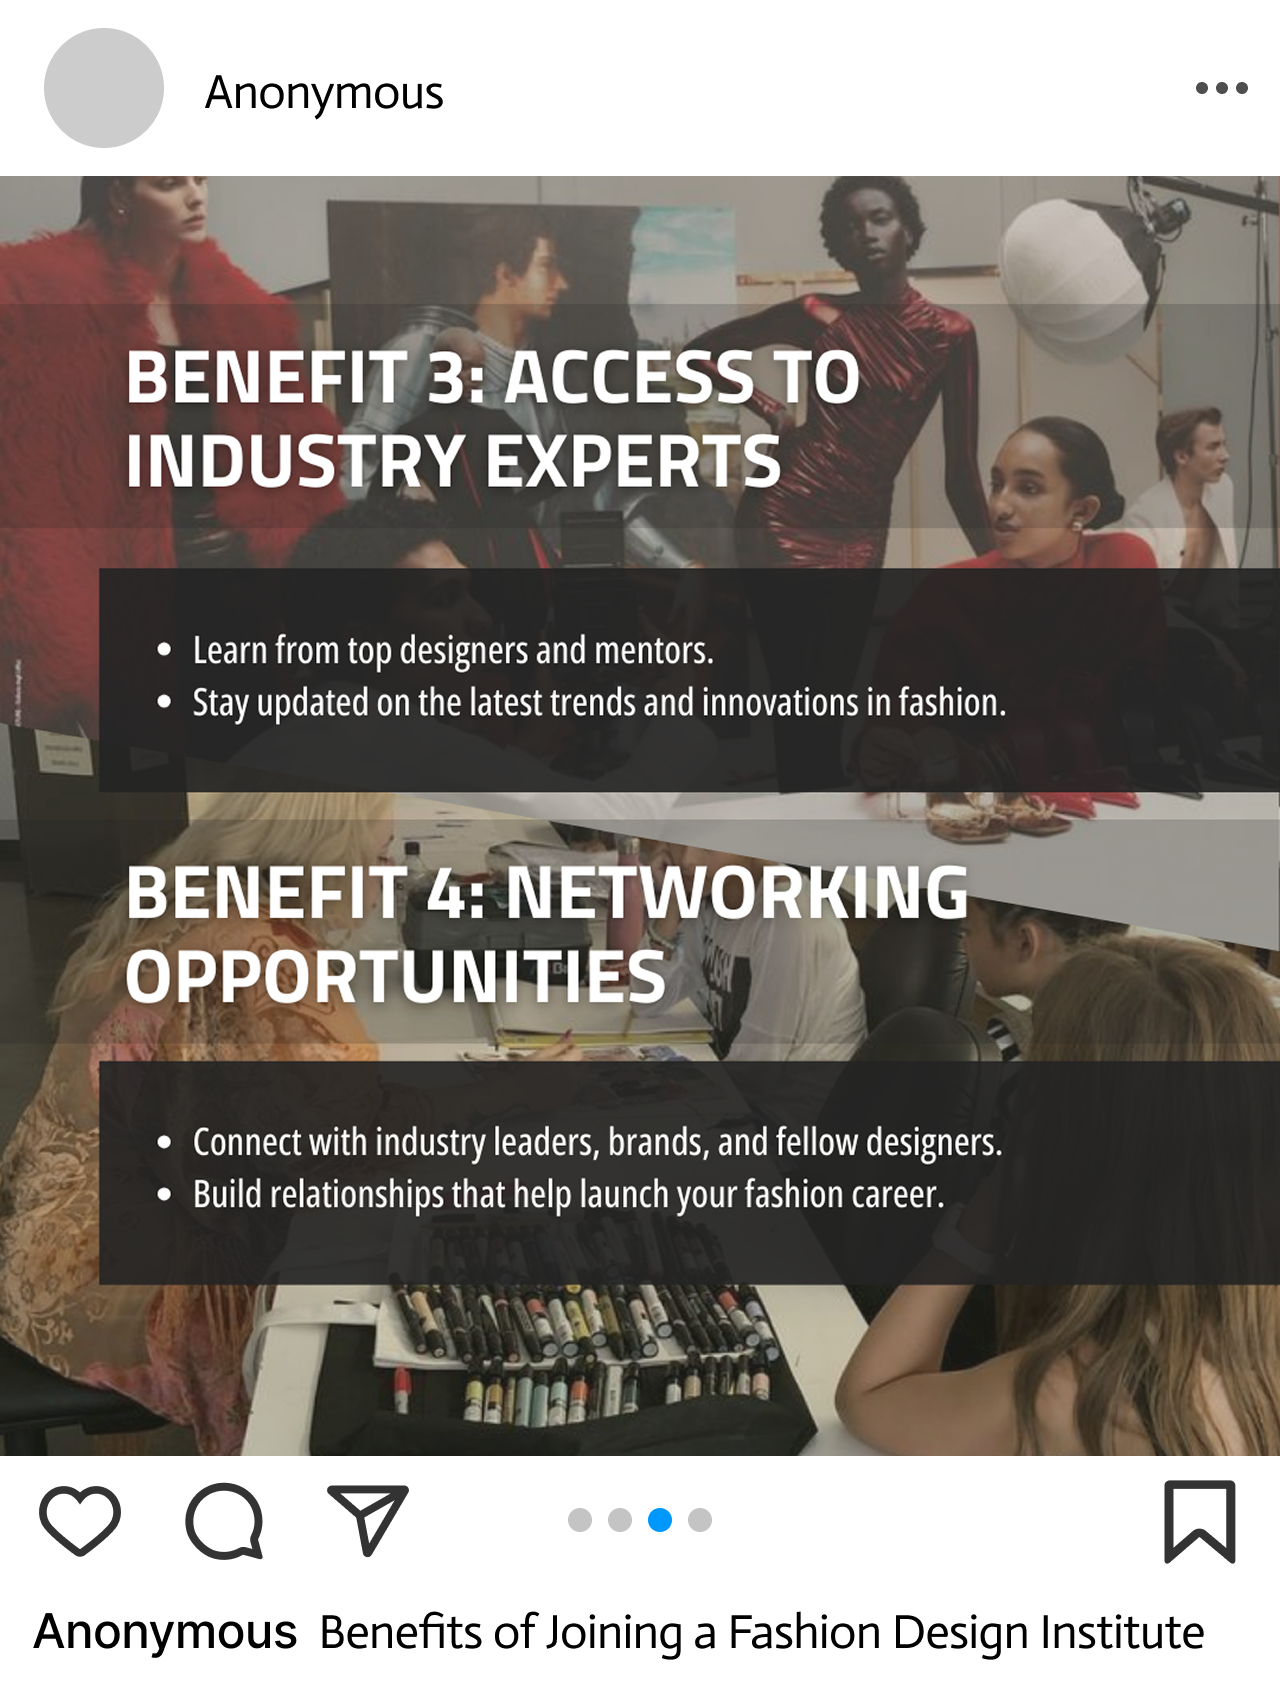 Anonymous
BENEFIT 3: ACCESS TO
INDUSTRY EXPERTS
• Learn from top designers and mentors.
• Stay updated on the latest trends and innovations in fashion.
BENEFIT 4: NETWORKING
OPPORTUNITIES
• Connect with industry leaders, brands, and fellow designers.
• Build relationships that help launch your fashion career.
Anonymous Benefits of Joining a Fashion Design Institute